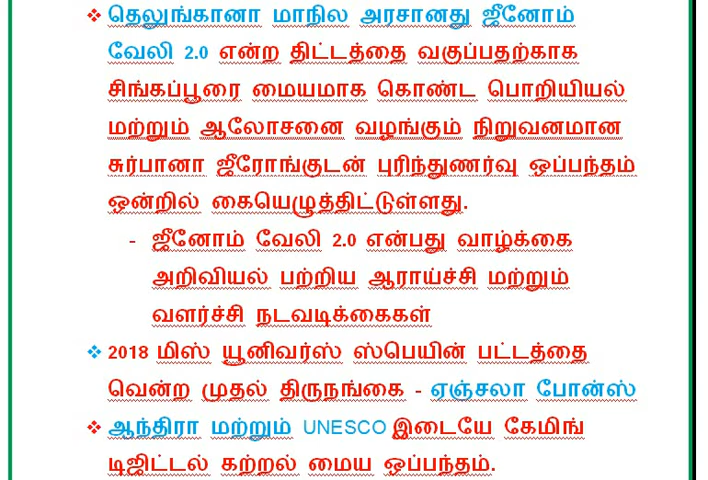 ❖ தெலுங்கானா மாநில அரசானது ஜீனோம்
வேலி 2.0 என்ற திட்டத்தை வகுப்பதற்காக
சிங்கப்பூரை மையமாக கொண்ட பொறியியல்
மற்றும் ஆலோசனை வழங்கும் நிறுவனமான
சுர்பானா ஜீரோங்குடன் புரிந்துணர்வு ஒப்பந்தம்
ஒன்றில் கையெழுத்திட்டுள்ளது.
- ஜீனோம் வேலி 2.0 என்பது வாழ்க்கை
அறிவியல் பற்றிய ஆராய்ச்சி மற்றும்
வளர்ச்சி நடவடிக்கைகள்
❖ 2018 மிஸ் யூனிவர்ஸ் ஸ்பெயின் பட்டத்தை
வென்ற முதல் திருநங்கை - ஏஞ்சலா போன்ஸ்
❖ ஆந்திரா மற்றும் UNESCO இடையே கேமிங்
டிஜிட்டல் கற்றல் மைய ஒப்பந்தம்.